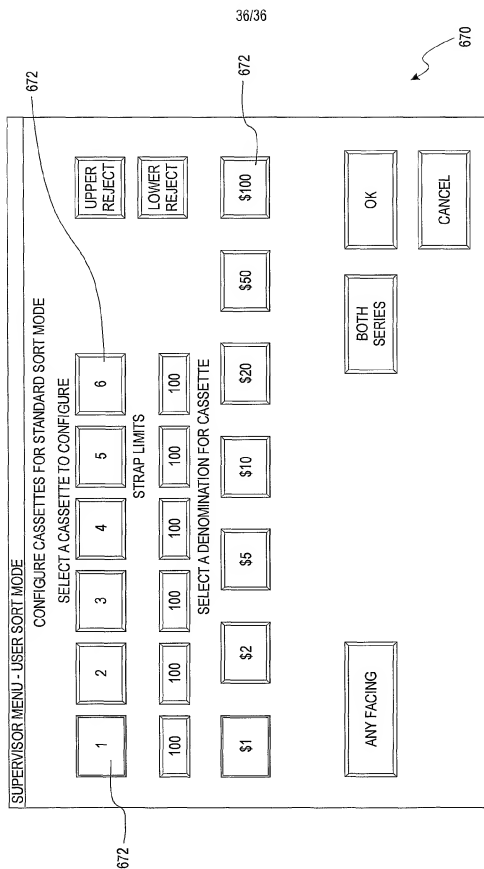 36/36
SUPERVISOR MENU - USER SORT MODE
CONFIGURE CASSETTES FOR STANDARD SORT MODE
SELECT A CASSETTE TO CONFIGURE
672
1 2 3 4 5 6
UPPER
REJECT
STRAP LIMITS
LOWER
REJECT
100 100 100 100 100 100
SELECT A DENOMINATION FOR CASSETTE
672
$1 $2 $5 $10 $20 $50 $100
672
ANY FACING
BOTH
SERIES
OK
CANCEL
670